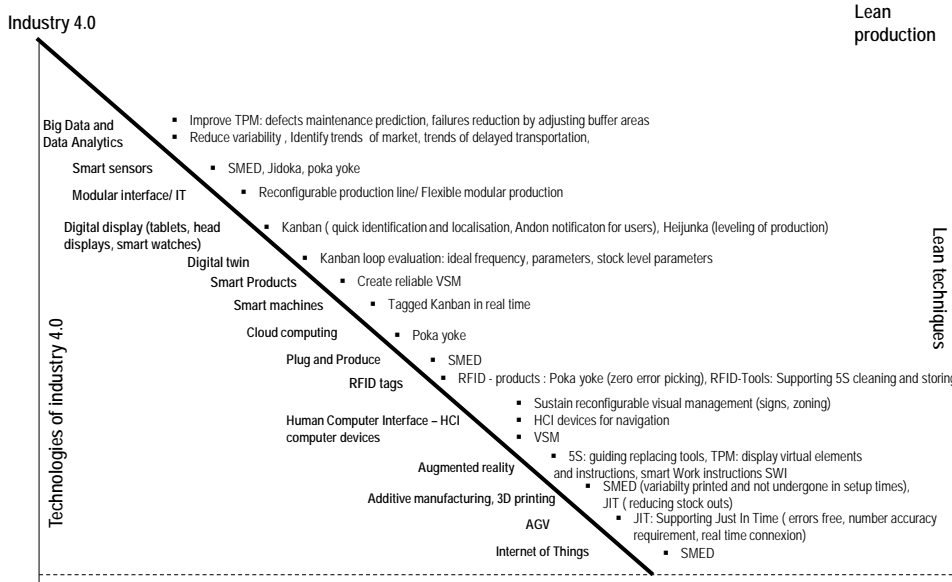 Industry 4.0
Lean
production
Big Data and
Data Analytics
▪ Improve TPM: defects maintenance prediction, failures reduction by adjusting buffer areas
▪ Reduce variability , Identify trends of market, trends of delayed transportation,
Smart sensors
▪ SMED, Jidoka, poka yoke
Modular interface/ IT
▪ Reconfigurable production line/ Flexible modular production
Digital display (tablets, head
displays, smart watches)
▪ Kanban ( quick identification and localisation, Andon notificaton for users), Heijunka (leveling of production)
Digital twin
▪ Kanban loop evaluation: ideal frequency, parameters, stock level parameters
Smart Products
▪ Create reliable VSM
Smart machines
▪ Tagged Kanban in real time
Cloud computing
▪ Poka yoke
Plug and Produce
▪ SMED
RFID tags
▪ RFID - products : Poka yoke (zero error picking), RFID-Tools: Supporting 5S cleaning and storing
Human Computer Interface – HCI
computer devices
▪ Sustain reconfigurable visual management (signs, zoning)
▪ HCI devices for navigation
▪ VSM
Augmented reality
▪ 5S: guiding replacing tools, TPM: display virtual elements
and instructions, smart Work instructions SWI
Additive manufacturing, 3D printing
▪ SMED (variabilty printed and not undergone in setup times),
JIT ( reducing stock outs)
AGV
▪ JIT: Supporting Just In Time ( errors free, number accuracy
requirement, real time connexion)
Internet of Things
▪ SMED
Technologies of industry 4.0
Lean techniques